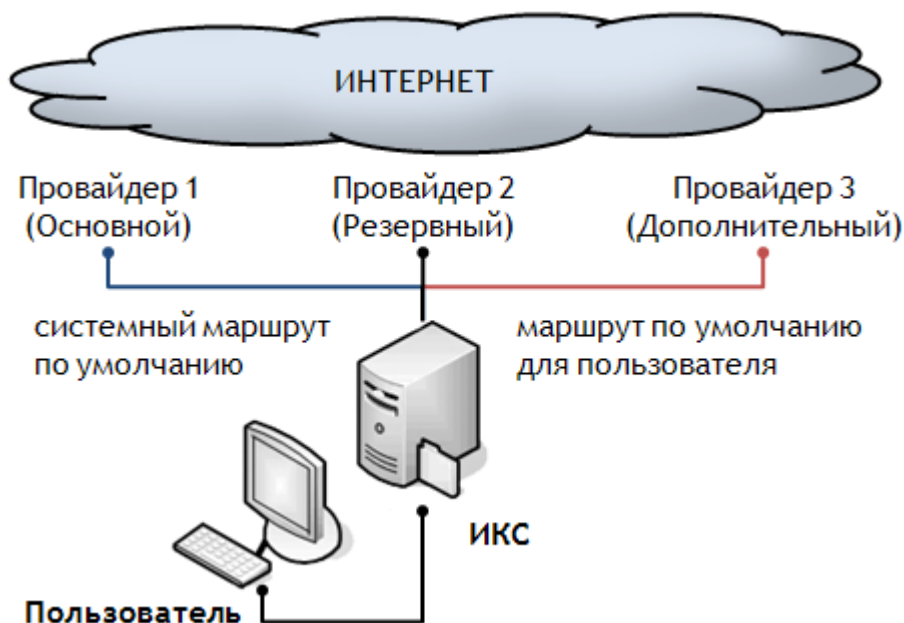 ИНТЕРНЕТ
Провайдер 1
(Основной)
Провайдер 2
(Резервный)
Провайдер 3
(Дополнительный)
системный маршрут
по умолчанию
маршрут по умолчанию
для пользователя
ИКС
Пользователь